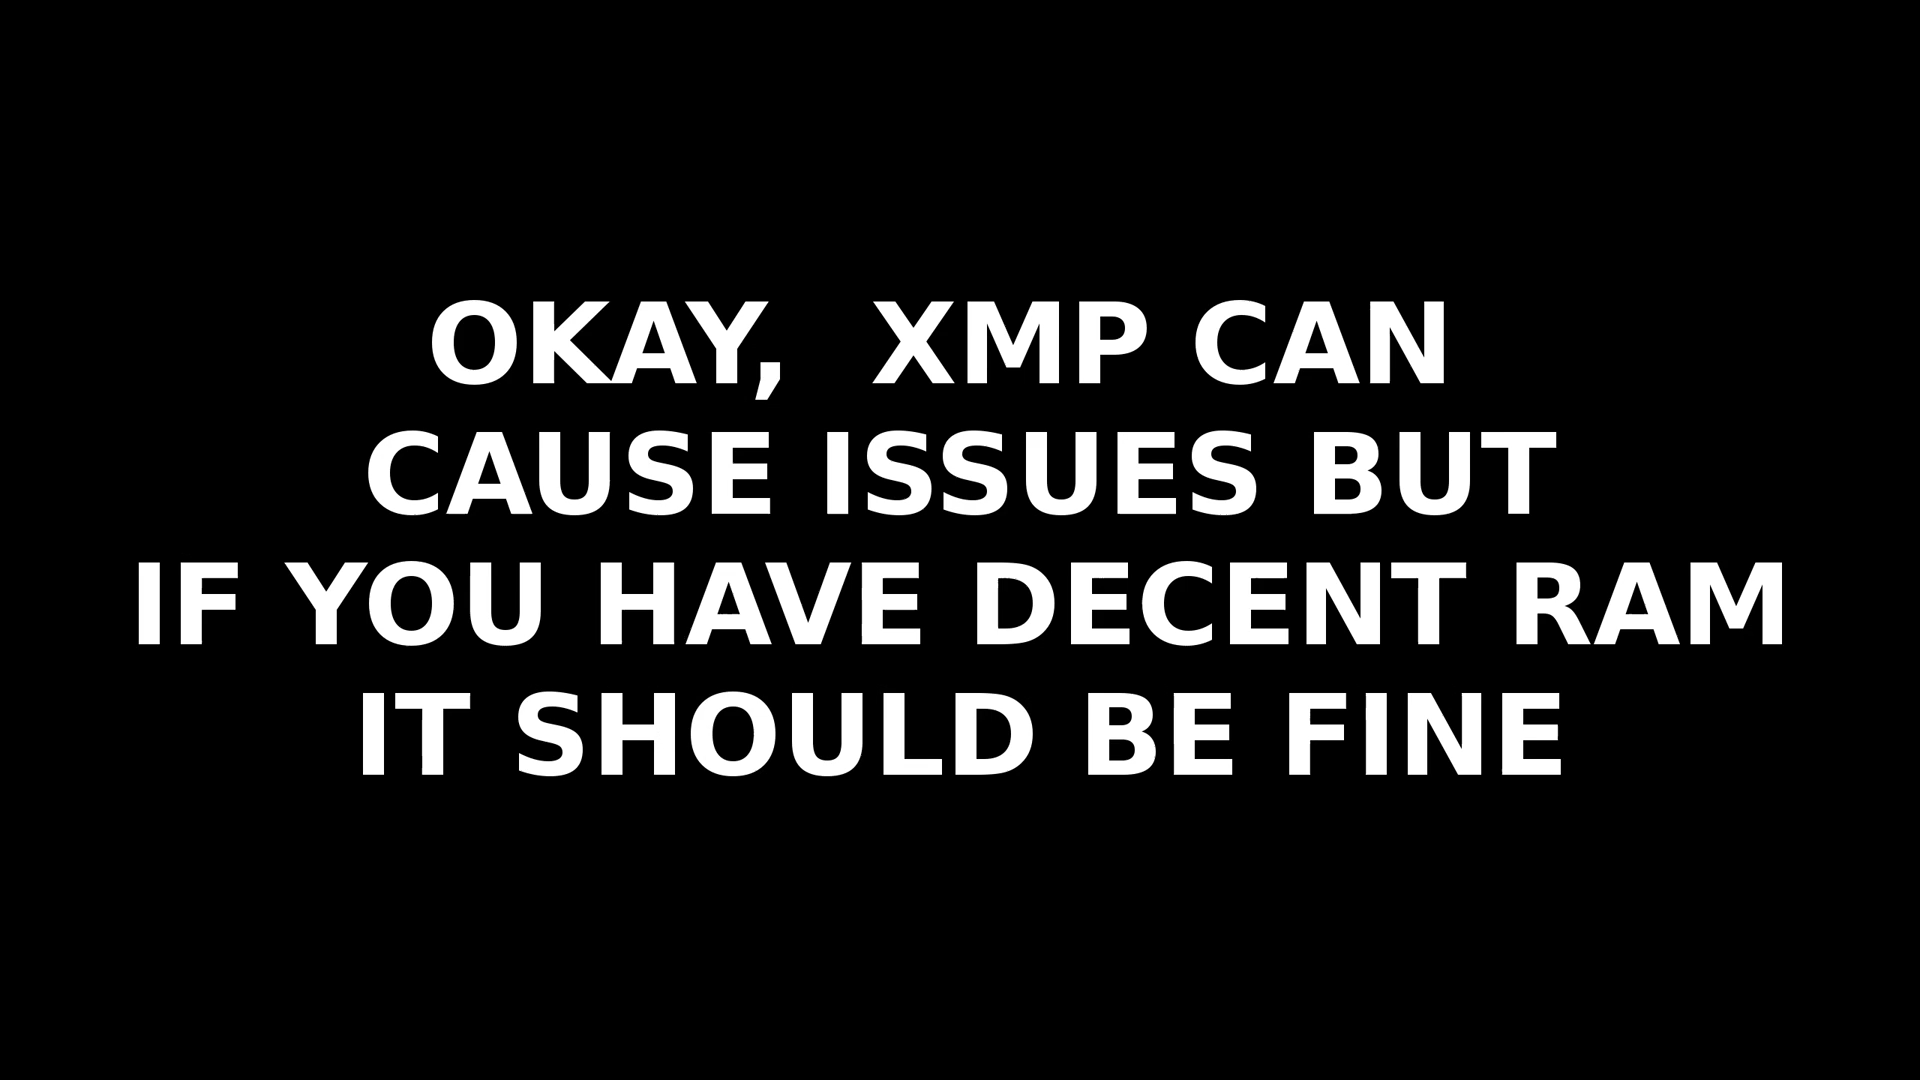 OKAY,  XMP CAN
CAUSE ISSUES BUT
IF YOU HAVE DECENT RAM
IT SHOULD BE FINE